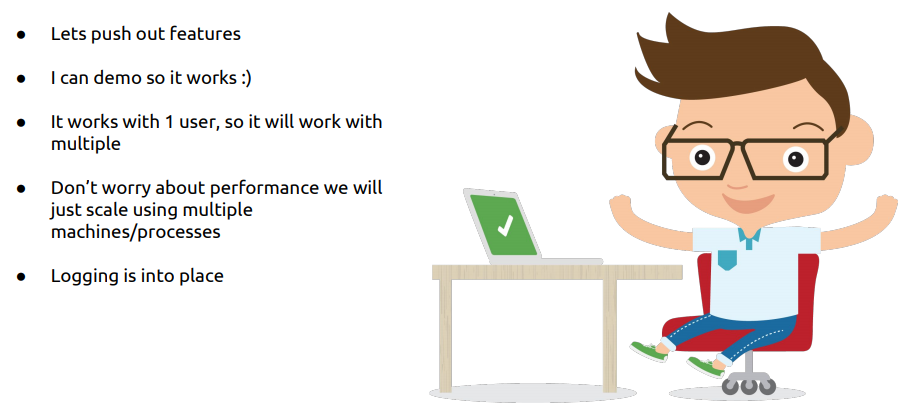 ● Lets push out features
● I can demo so it works :)
● It works with 1 user, so it will work with
multiple
● Don’t worry about performance we will
just scale using multiple
machines/processes
● Logging is into place